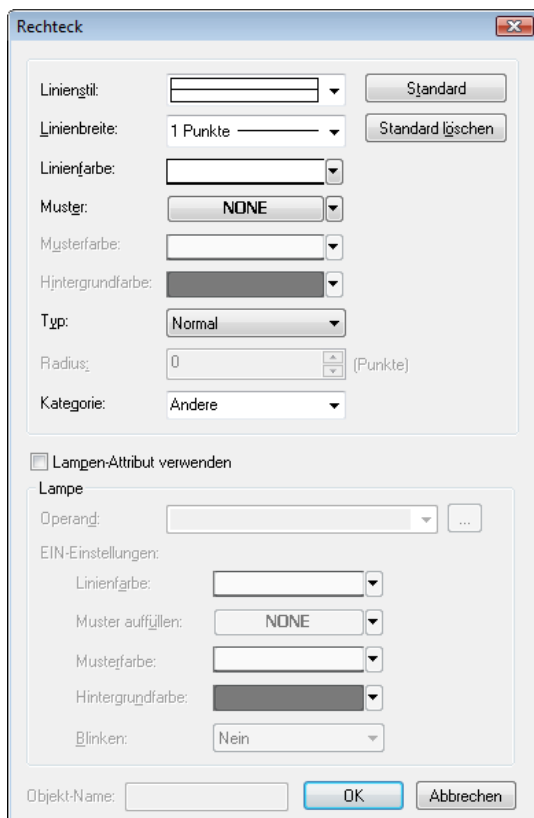 Rechteck
Linienstil:
Standard
Linienbreite: 1 Punkte
Standard löschen
Linienfarbe:
Muster: NONE
Musterfarbe:
Hintergrundfarbe:
Typ: Normal
Radius: 0 (Punkte)
Kategorie: Andere
Lampen-Attribut verwenden
Lampe
Operand: ...
EIN-Einstellungen:
Linienfarbe:
Muster auffüllen: NONE
Musterfarbe:
Hintergrundfarbe:
Blinken: Nein
Objekt-Name: OK Abbrechen